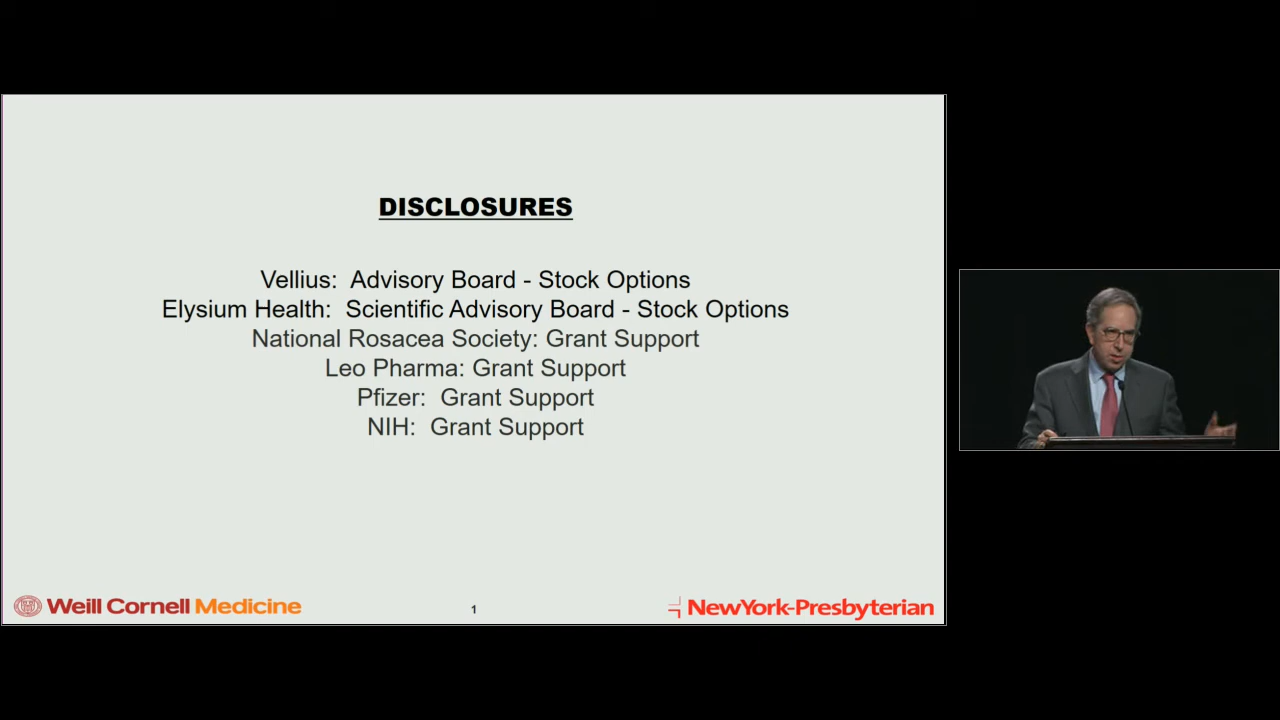 DISCLOSURES
Vellius:  Advisory Board - Stock Options
Elysium Health:  Scientific Advisory Board - Stock Options
National Rosacea Society: Grant Support
Leo Pharma: Grant Support
Pfizer:  Grant Support
NIH:  Grant Support
Weill Cornell Medicine
1
NewYork-Presbyterian